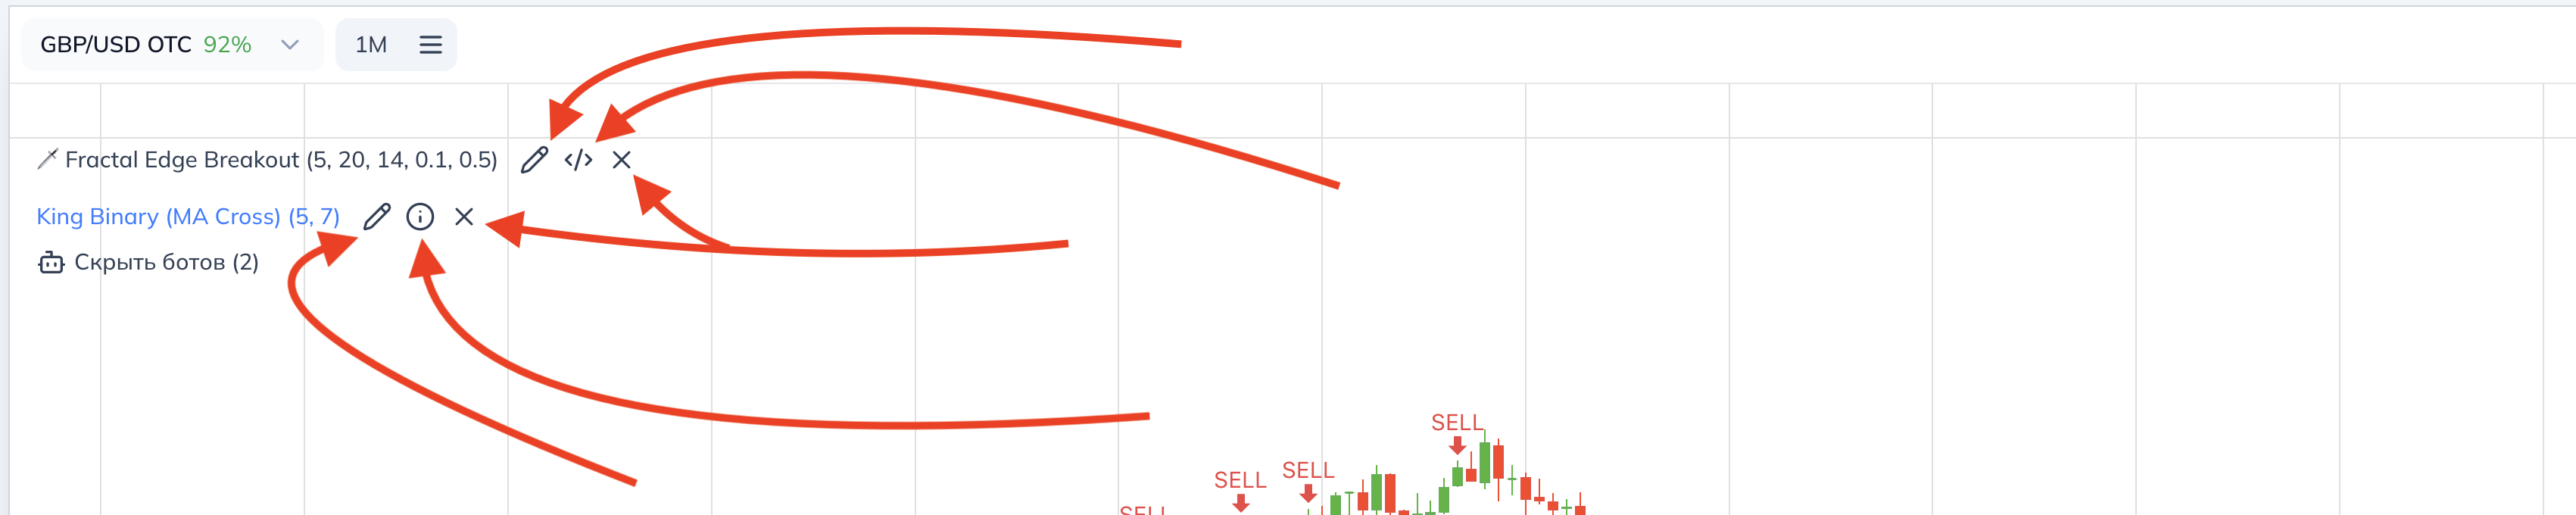 GBP/USD OTC 92% 1M
Fractal Edge Breakout (5, 20, 14, 0.1, 0.5)
King Binary (MA Cross) (5, 7)
Скрыть ботов (2)
SELL
SELL
SELL
SELL